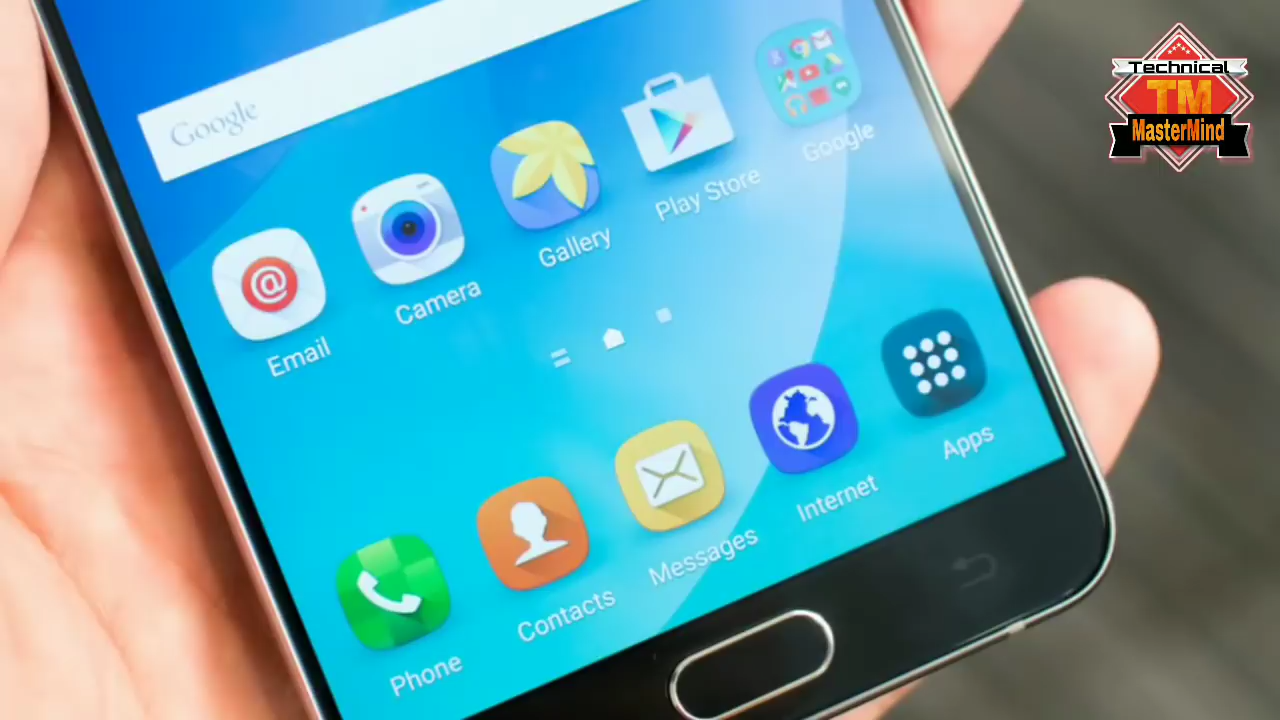 Google
Technical
TM
MasterMind
Email
Camera
Gallery
Play Store
Google
Phone
Contacts
Messages
Internet
Apps